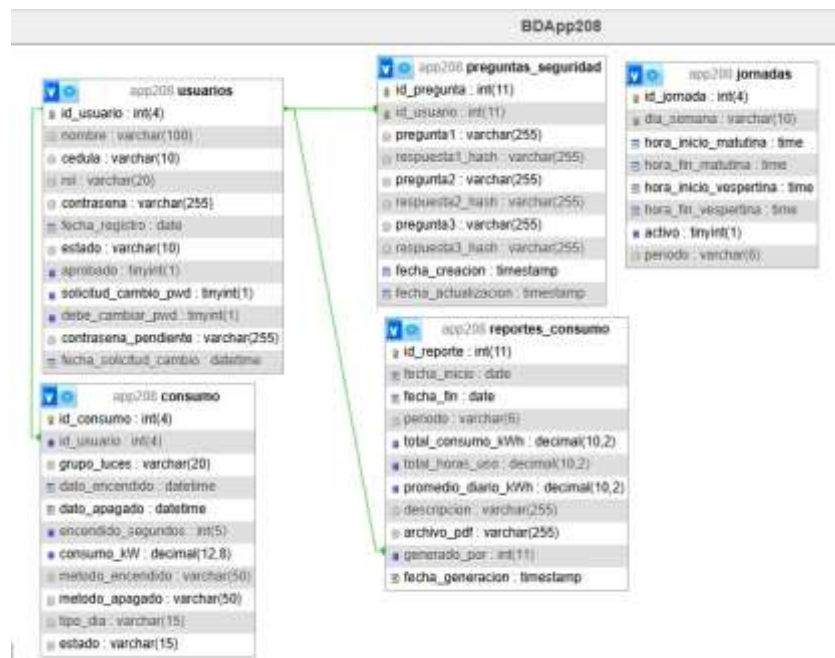 BDApp208
app208 usuarios
id_usuario : int(4)
nombre : varchar(100)
cedula : varchar(10)
rol : varchar(20)
contrasena : varchar(255)
fecha_registro : date
estado : varchar(10)
aprobado : tinyint(1)
solicitud_cambio_pwd : tinyint(1)
debe_cambiar_pwd : tinyint(1)
contrasena_pendiente : varchar(255)
fecha_solicitud_cambio : datetime
app208 preguntas_seguridad
id_pregunta : int(11)
id_usuario : int(11)
pregunta1 : varchar(255)
respuesta1_hash : varchar(255)
pregunta2 : varchar(255)
respuesta2_hash : varchar(255)
pregunta3 : varchar(255)
respuesta3_hash : varchar(255)
fecha_creacion : timestamp
fecha_actualizacion : timestamp
app208 jornadas
id_jornada : int(4)
dia_semana : varchar(10)
hora_inicio_matutina : time
hora_fin_matutina : time
hora_inicio_vespertina : time
hora_fin_vespertina : time
activo : tinyint(1)
periodo : varchar(6)
app208 consumo
id_consumo : int(4)
id_usuario : int(4)
grupo_luces : varchar(20)
dato_encendido : datetime
dato_apagado : datetime
encendido_segundos : int(5)
consumo_kW : decimal(12,8)
metodo_encendido : varchar(50)
metodo_apagado : varchar(50)
tipo_dia : varchar(15)
estado : varchar(15)
app208 reportes_consumo
id_reporte : int(11)
fecha_inicio : date
fecha_fin : date
periodo : varchar(6)
total_consumo_kWh : decimal(10,2)
total_horas_uso : decimal(10,2)
promedio_diario_kWh : decimal(10,2)
descripcion : varchar(255)
archivo_pdf : varchar(255)
generado_por : int(11)
fecha_generacion : timestamp